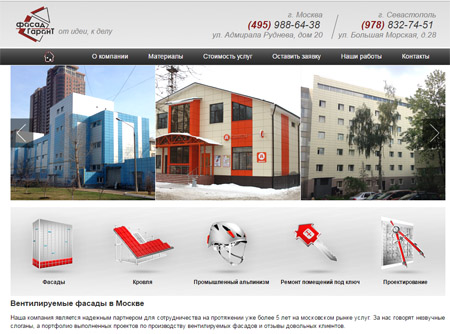 Фасад Гарант
от идеи, к делу
г. Москва
(495) 988-64-38
ул. Адмирала Руднева, дом 20
г. Севастополь
(978) 832-74-51
ул. Большая Морская, д.28
О компании Материалы Стоимость услуг Оставить заявку Наши работы Контакты
Фасады Кровля Промышленный альпинизм Ремонт помещений под ключ Проектирование
Вентилируемые фасады в Москве
Наша компания является надежным партнером для сотрудничества на протяжении уже более 5 лет на московском рынке услуг. За нас говорят незвучные
слоганы, а портфолио выполненных проектов по производству вентилируемых фасадов и отзывы довольных клиентов.